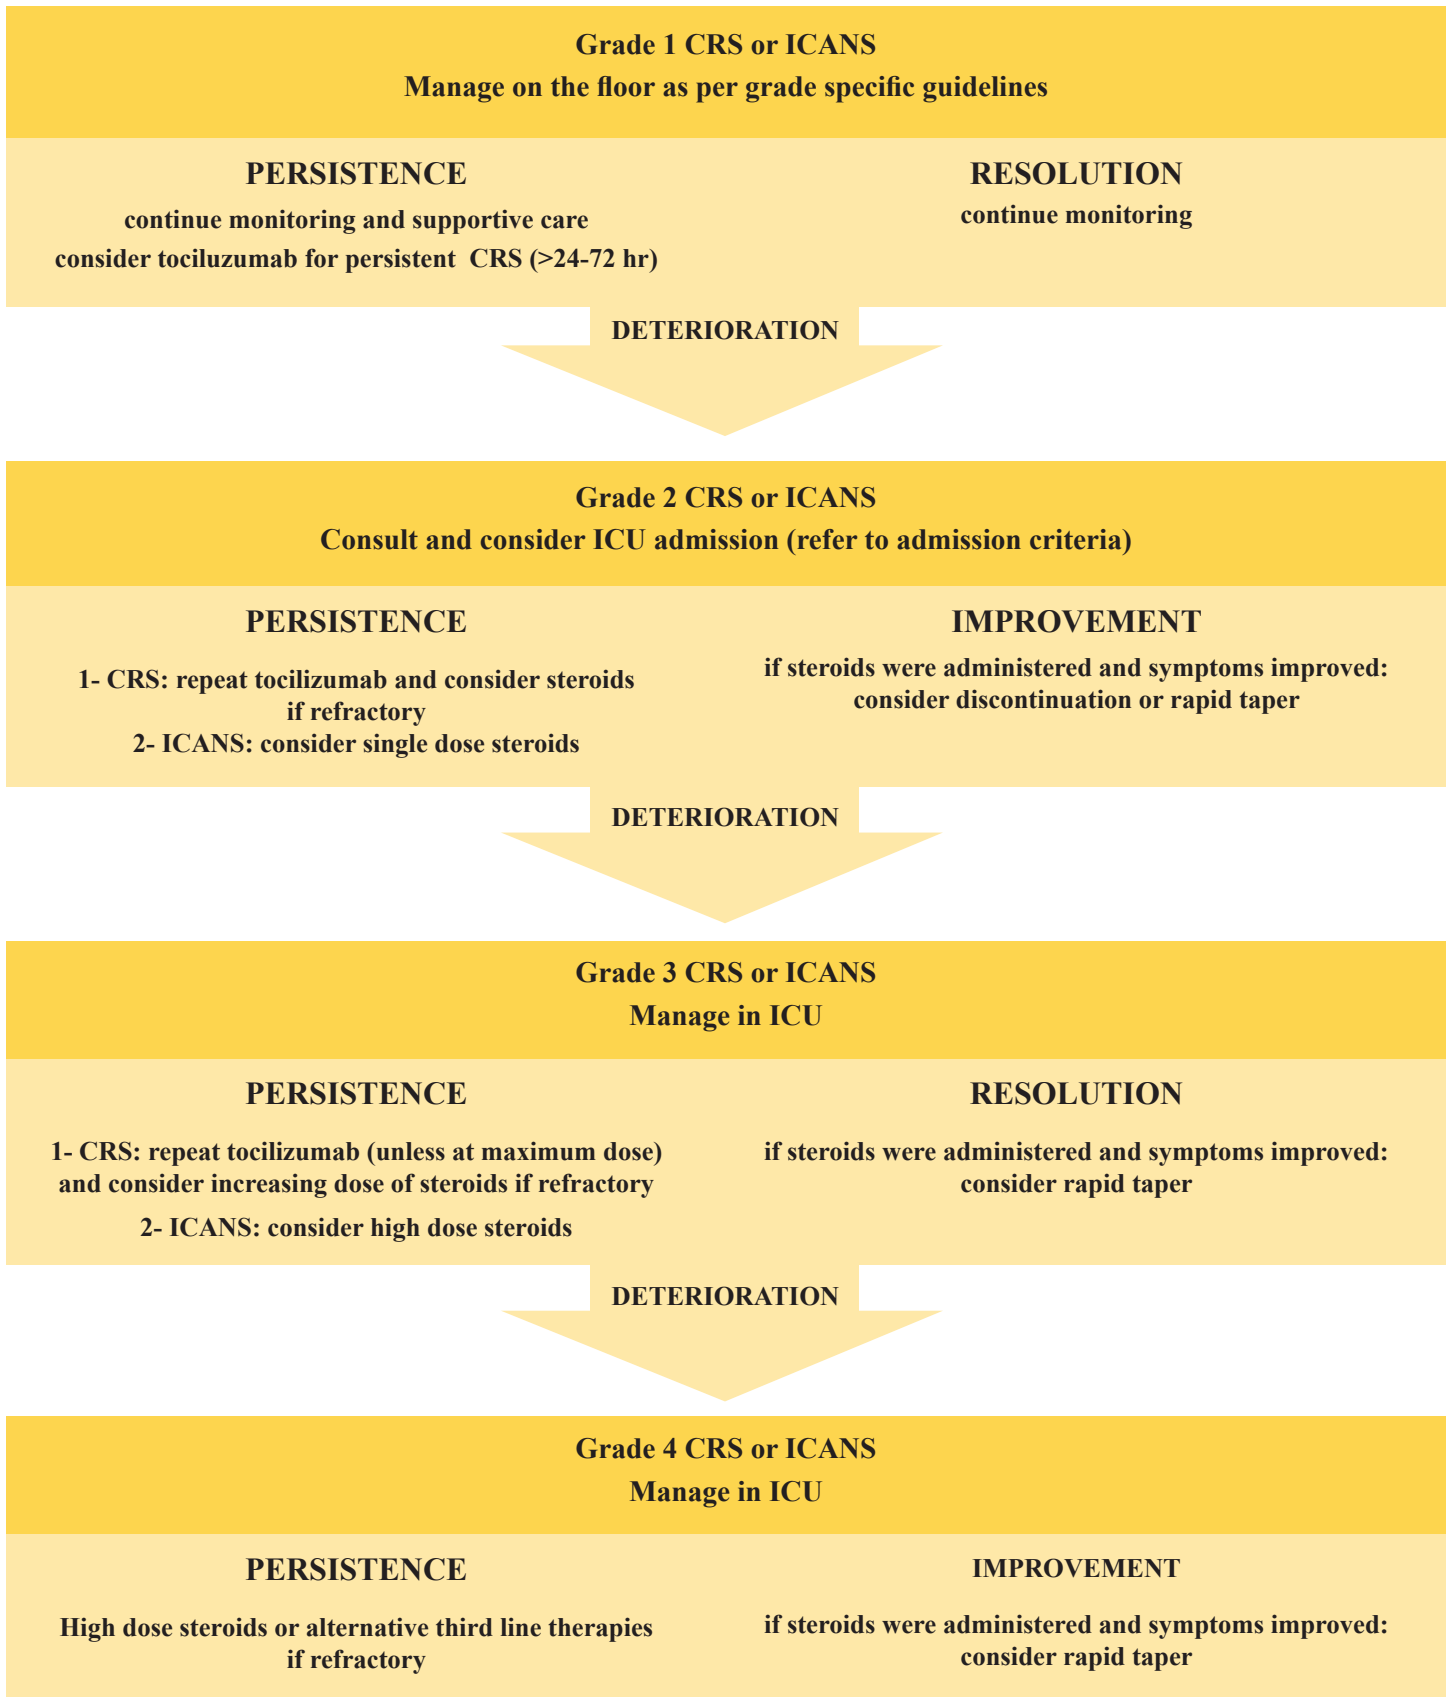 Grade 1 CRS or ICANS
Manage on the floor as per grade specific guidelines
PERSISTENCE
continue monitoring and supportive care
consider tociluzumab for persistent CRS (>24-72 hr)
RESOLUTION
continue monitoring
DETERIORATION
Grade 2 CRS or ICANS
Consult and consider ICU admission (refer to admission criteria)
PERSISTENCE
1- CRS: repeat tocilizumab and consider steroids
if refractory
2- ICANS: consider single dose steroids
IMPROVEMENT
if steroids were administered and symptoms improved:
consider discontinuation or rapid taper
DETERIORATION
Grade 3 CRS or ICANS
Manage in ICU
PERSISTENCE
1- CRS: repeat tocilizumab (unless at maximum dose)
and consider increasing dose of steroids if refractory
2- ICANS: consider high dose steroids
RESOLUTION
if steroids were administered and symptoms improved:
consider rapid taper
DETERIORATION
Grade 4 CRS or ICANS
Manage in ICU
PERSISTENCE
High dose steroids or alternative third line therapies
if refractory
IMPROVEMENT
if steroids were administered and symptoms improved:
consider rapid taper